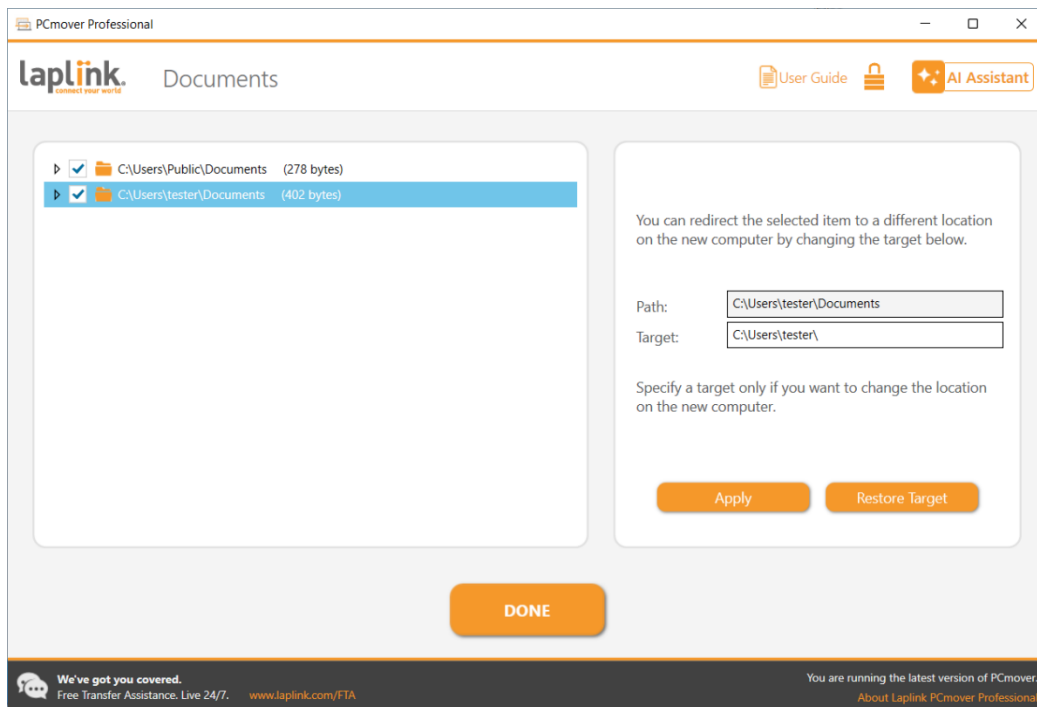 PCmover Professional
laplink.
connect your world
Documents
User Guide
AI Assistant
C:\Users\Public\Documents (278 bytes)
C:\Users\tester\Documents (402 bytes)
You can redirect the selected item to a different location
on the new computer by changing the target below.
Path: C:\Users\tester\Documents
Target: C:\Users\tester\
Specify a target only if you want to change the location
on the new computer.
Apply
Restore Target
DONE
We've got you covered.
Free Transfer Assistance. Live 24/7. www.laplink.com/FTA
You are running the latest version of PCmover.
About Laplink PCmover Professional